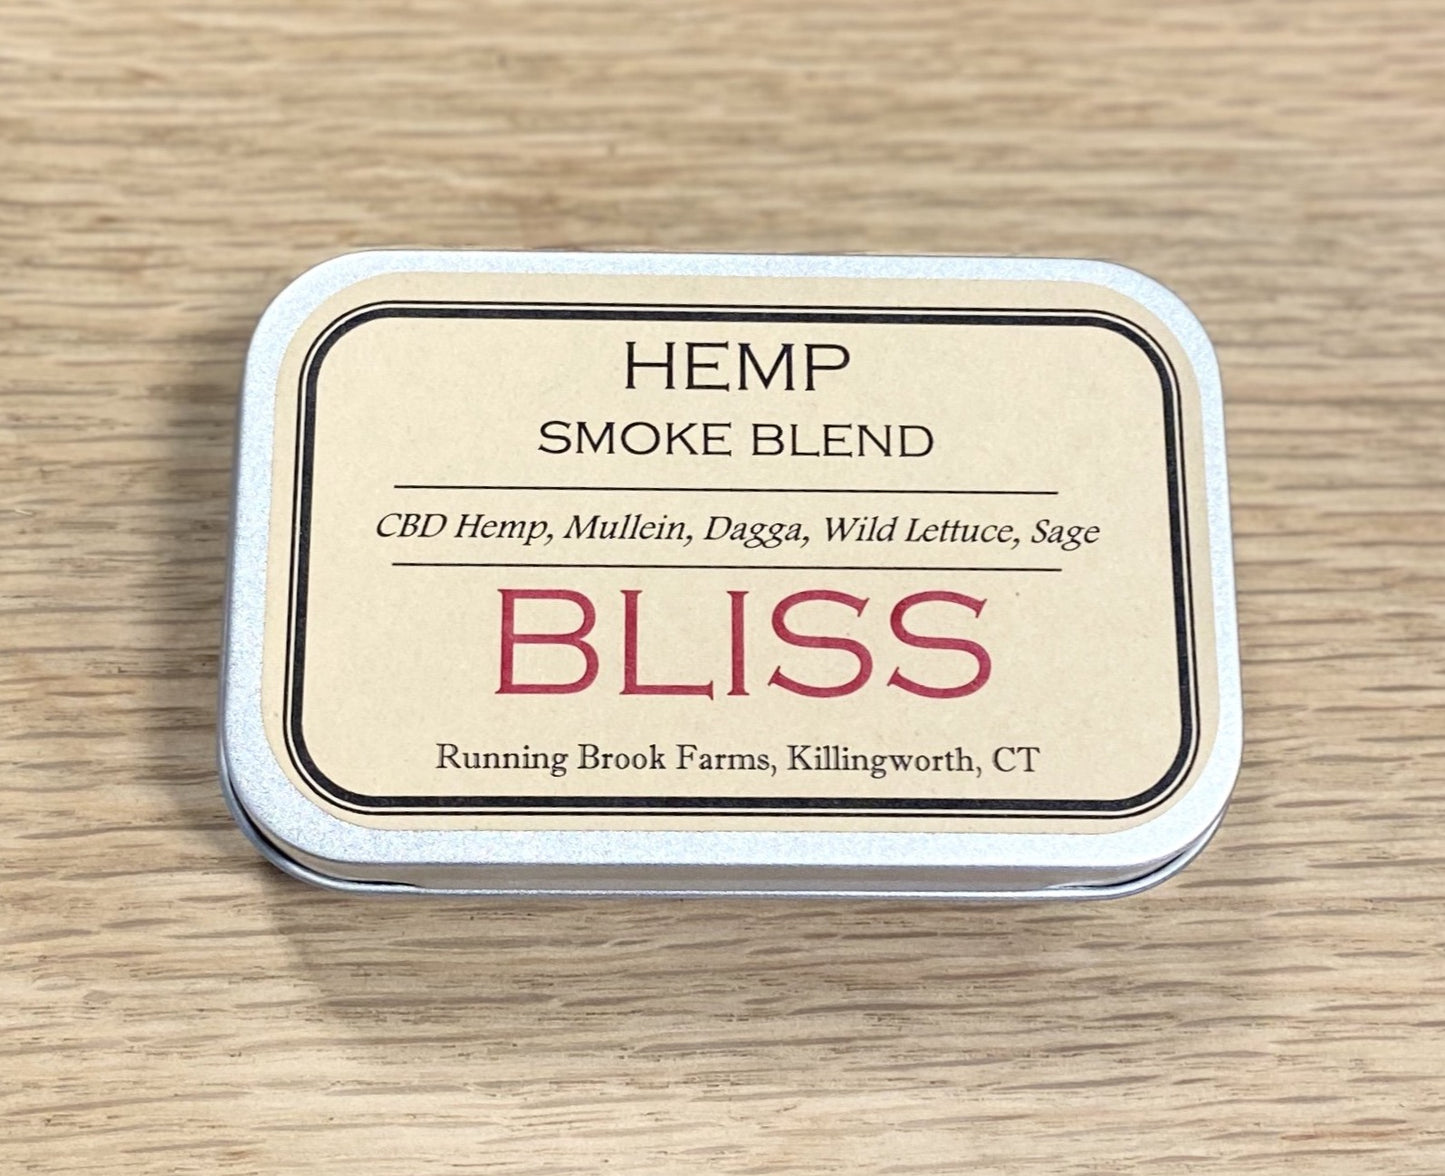 HEMP
SMOKE BLEND
CBD Hemp, Mullein, Dagga, Wild Lettuce, Sage
BLISS
Running Brook Farms, Killingworth, CT